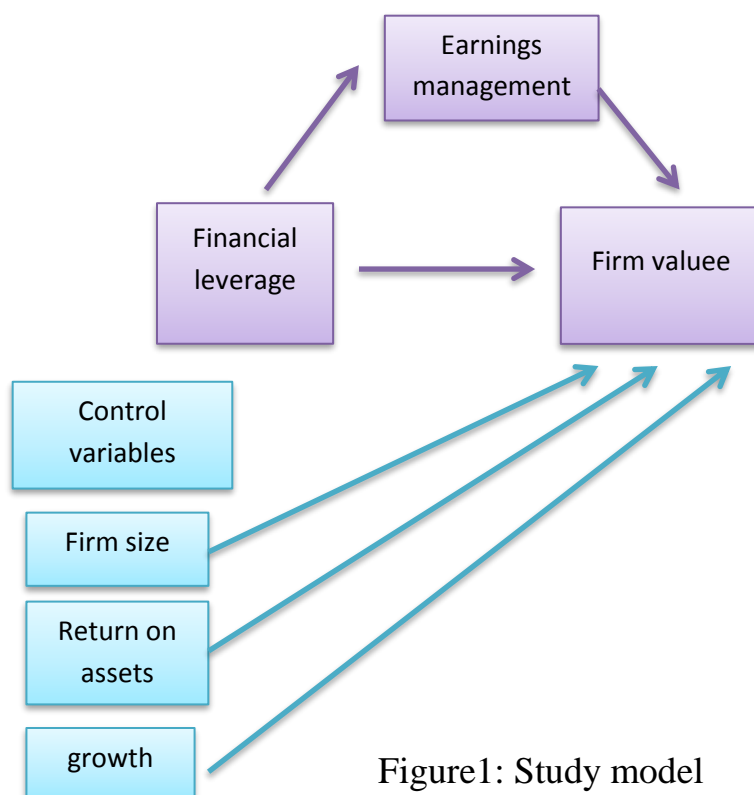 Earnings
management
Financial
leverage
Firm valuee
Control
variables
Firm size
Return on
assets
growth
Figure1: Study model